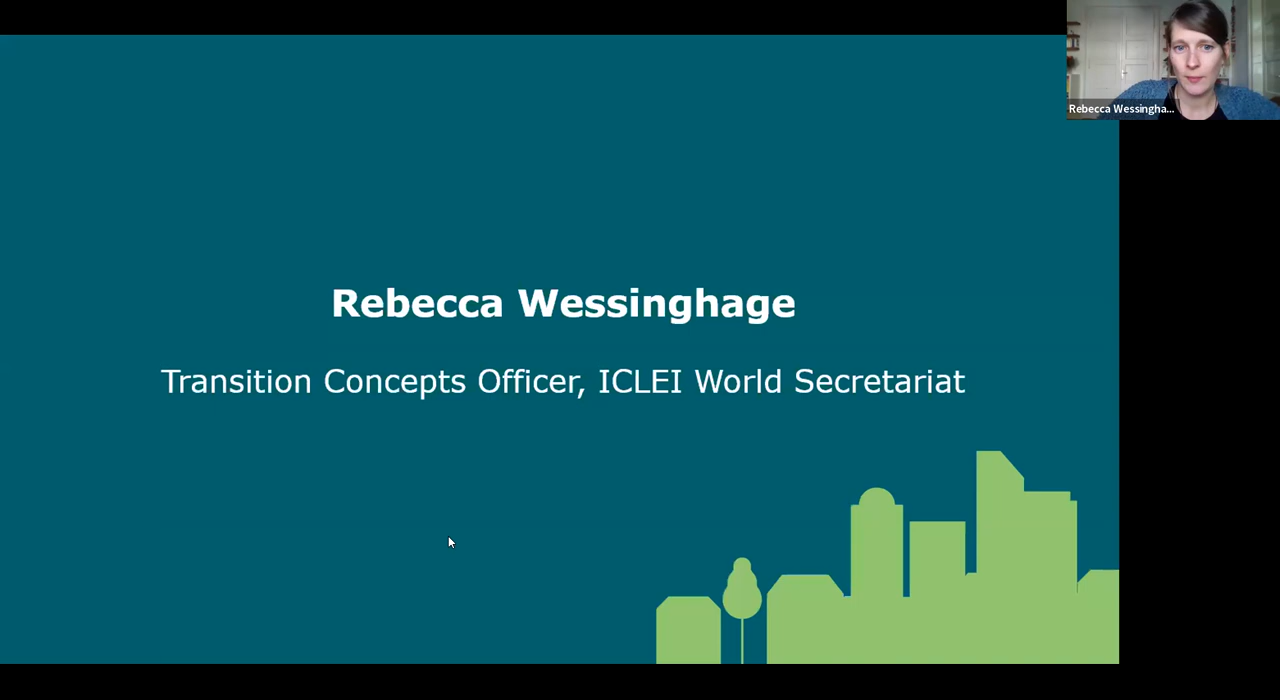 Rebecca Wessingha...
Rebecca Wessinghage
Transition Concepts Officer, ICLEI World Secretariat